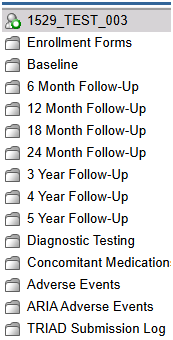 1529_TEST_003
Enrollment Forms
Baseline
6 Month Follow-Up
12 Month Follow-Up
18 Month Follow-Up
24 Month Follow-Up
3 Year Follow-Up
4 Year Follow-Up
5 Year Follow-Up
Diagnostic Testing
Concomitant Medications
Adverse Events
ARIA Adverse Events
TRIAD Submission Log